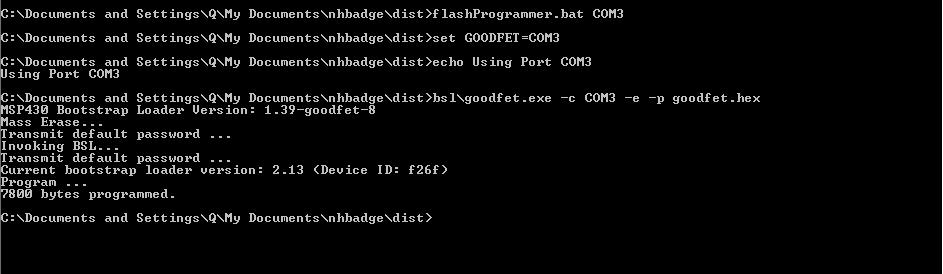 C:\Documents and Settings\Q\My Documents\nhbadge\dist>flashProgrammer.bat COM3
C:\Documents and Settings\Q\My Documents\nhbadge\dist>set GOODFET=COM3
C:\Documents and Settings\Q\My Documents\nhbadge\dist>echo Using Port COM3
Using Port COM3
C:\Documents and Settings\Q\My Documents\nhbadge\dist>bsl\goodfet.exe -c COM3 -e -p goodfet.hex
MSP430 Bootstrap Loader Version: 1.39-goodfet-8
Mass Erase...
Transmit default password ...
Invoking BSL...
Transmit default password ...
Current bootstrap loader version: 2.13 (Device ID: f26f)
Program ...
7800 bytes programmed.
C:\Documents and Settings\Q\My Documents\nhbadge\dist>